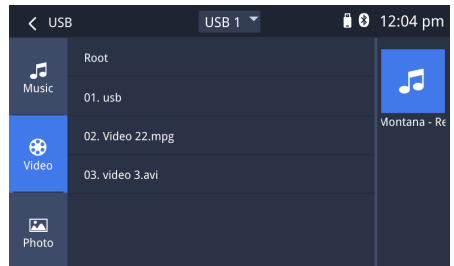 USB
USB 1
12:04 pm
Music
Video
Photo
Root
01. usb
02. Video 22.mpg
03. video 3.avi
Montana - Re